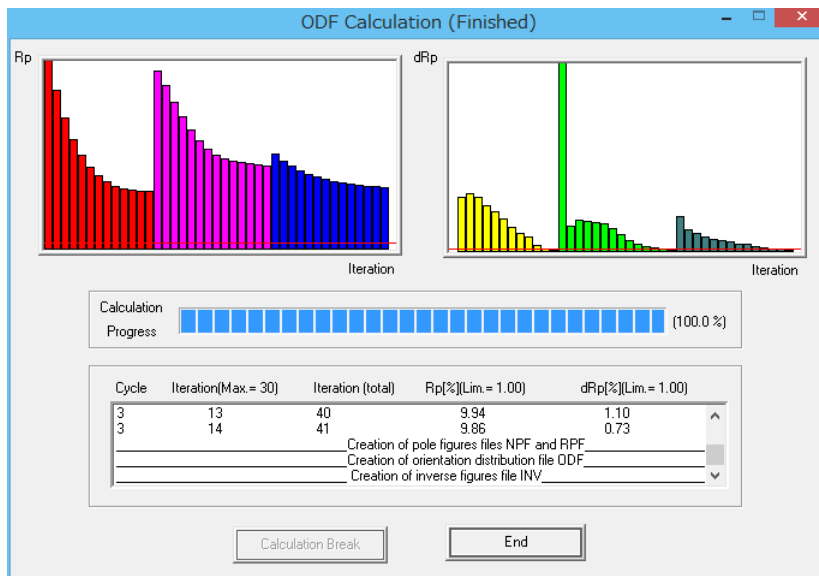 ODF Calculation (Finished)
Rp
dRp
Iteration
Iteration
Calculation
Progress
(100.0 %)
Cycle Iteration(Max.= 30) Iteration (total) Rp[%](Lim.= 1.00) dRp[%](Lim.= 1.00)
3 13 40 9.94 1.10
3 14 41 9.86 0.73
Creation of pole figures files NPF and RPF
Creation of orientation distribution file ODF
Creation of inverse figures file INV
Calculation Break
End